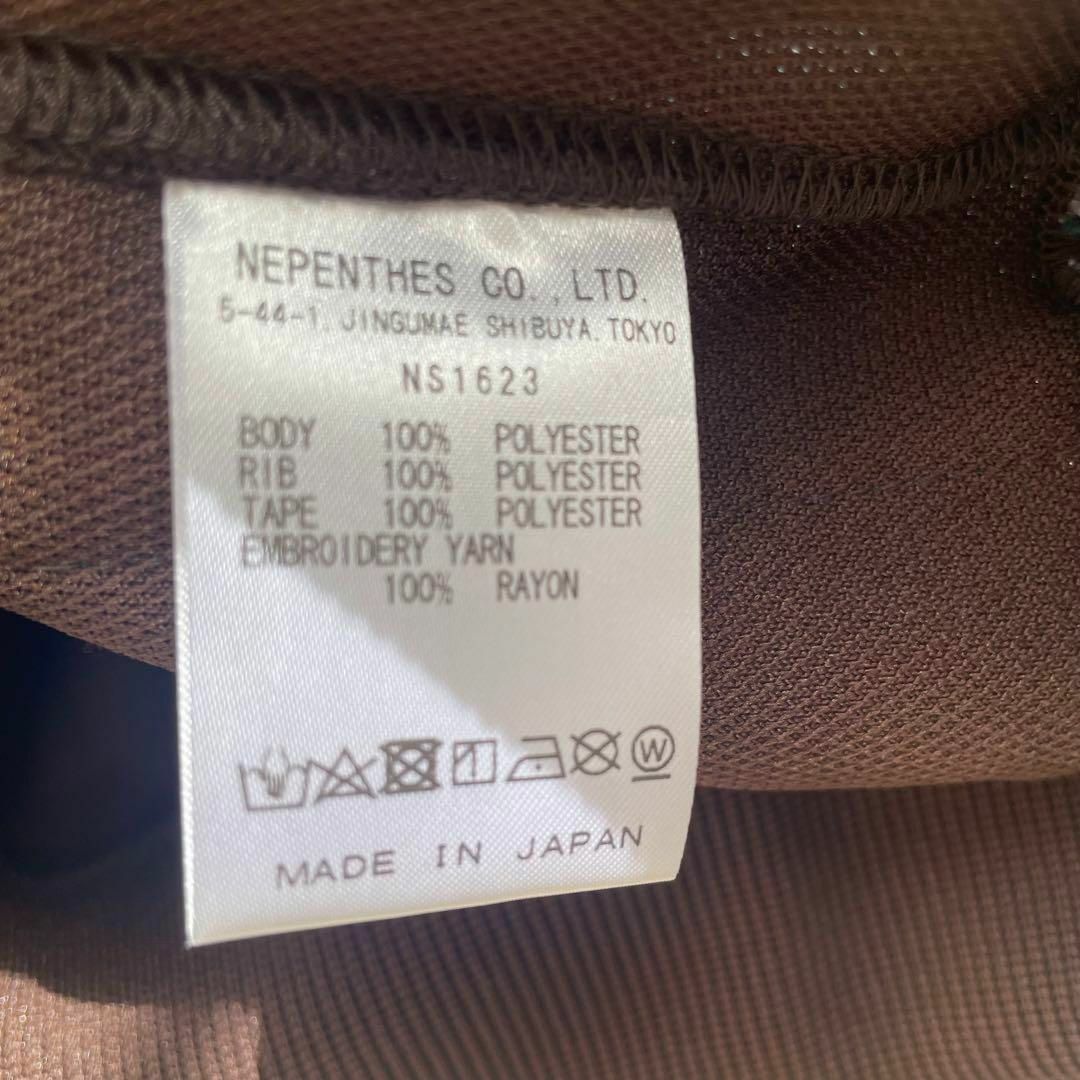 NEPENTHES CO.,LTD.
5-44-1. JINGUMAE SHIBUYA. TOKYO
NS1623
BODY 100% POLYESTER
RIB 100% POLYESTER
TAPE 100% POLYESTER
EMBROIDERY YARN
100% RAYON
W
MADE IN JAPAN